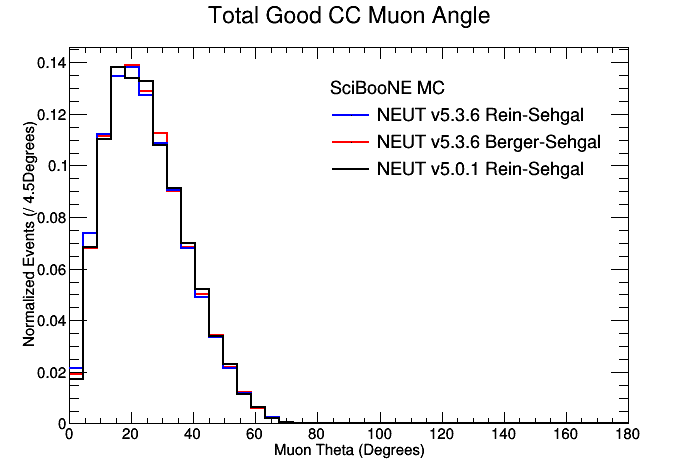 Total Good CC Muon Angle
Normalized Events (/ 4.5Degrees)
0.14
0.12
0.1
0.08
0.06
0.04
0.02
0
SciBooNE MC
NEUT v5.3.6 Rein-Sehgal
NEUT v5.3.6 Berger-Sehgal
NEUT v5.0.1 Rein-Sehgal
0 20 40 60 80 100 120 140 160 180
Muon Theta (Degrees)